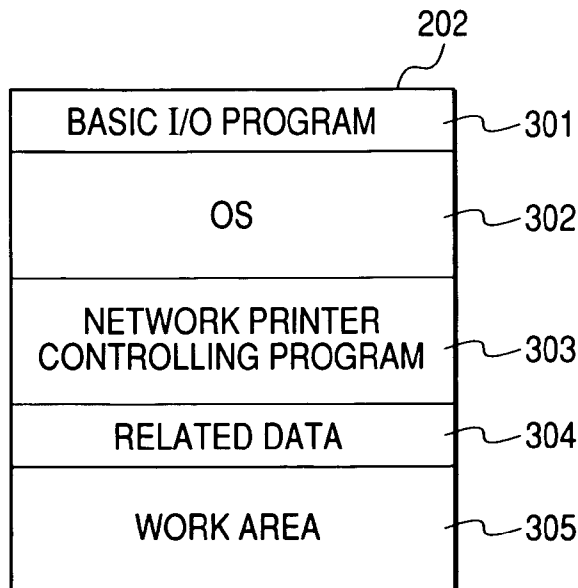 202
BASIC I/O PROGRAM 301
OS 302
NETWORK PRINTER
CONTROLLING PROGRAM 303
RELATED DATA 304
WORK AREA 305